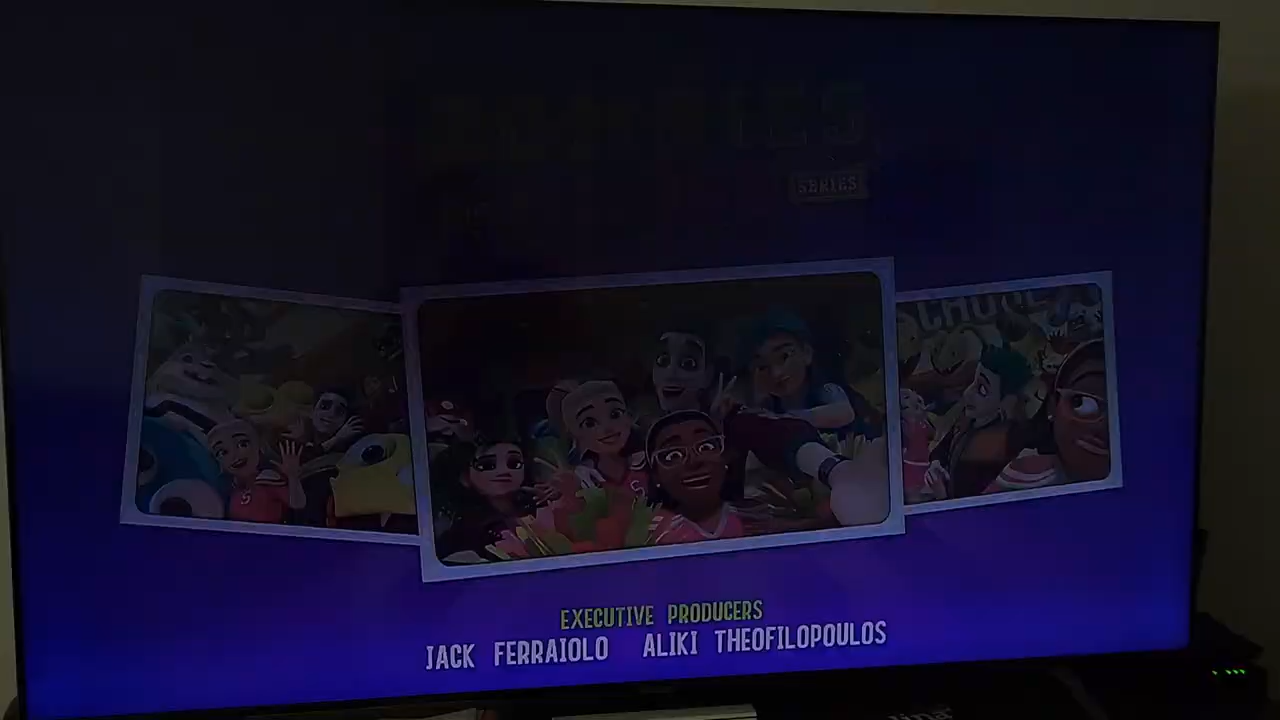 SERIES
EXECUTIVE PRODUCERS
JACK FERRAIOLO ALIKI THEOFILOPOULOS